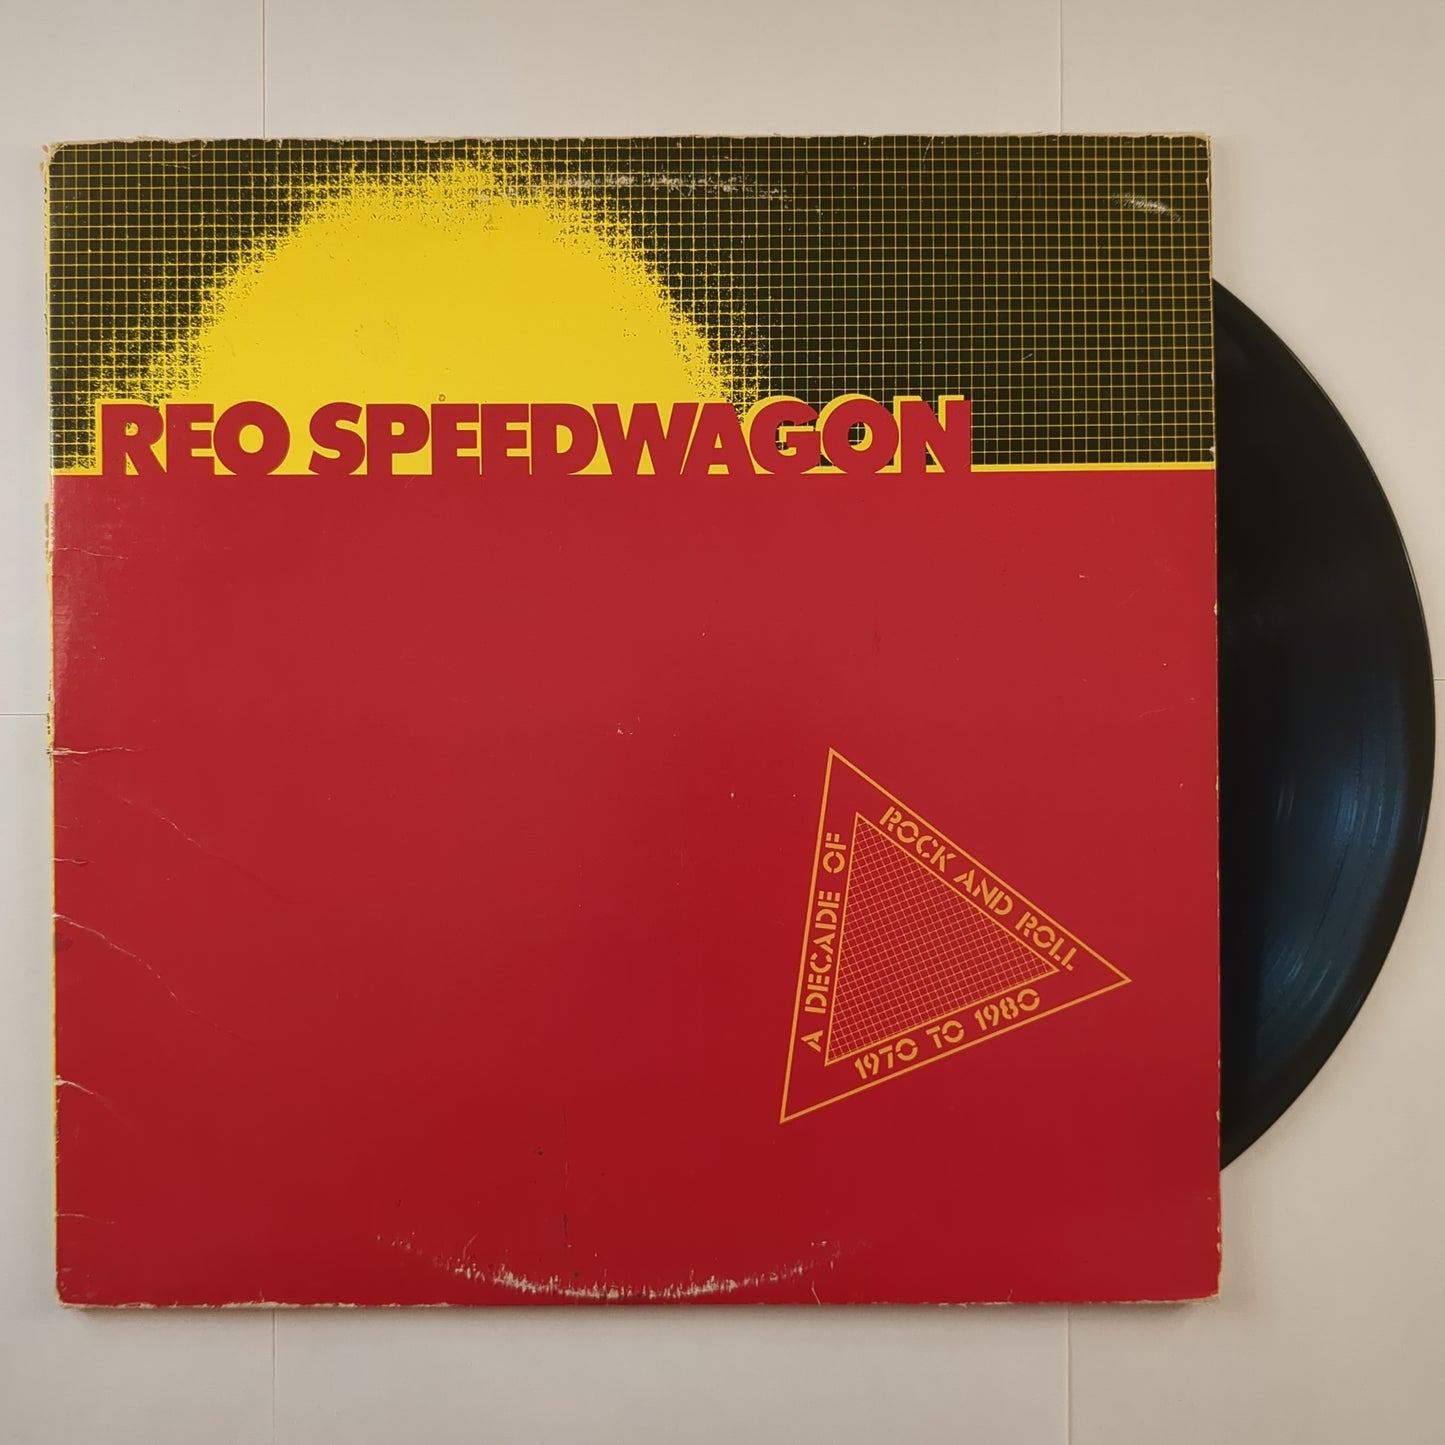 REO SPEEDWAGON
A DECADE OF
ROCK AND ROLL
1970 TO 1980